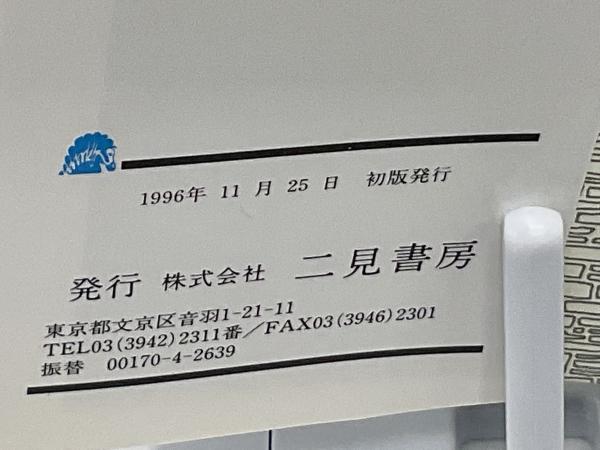 1996年 11 月 25 日 初版発行
発行 株式会社 二見書房
東京都文京区音羽1-21-11
TEL03(3942)2311番／FAX03(3946)2301
振替 00170-4-2639